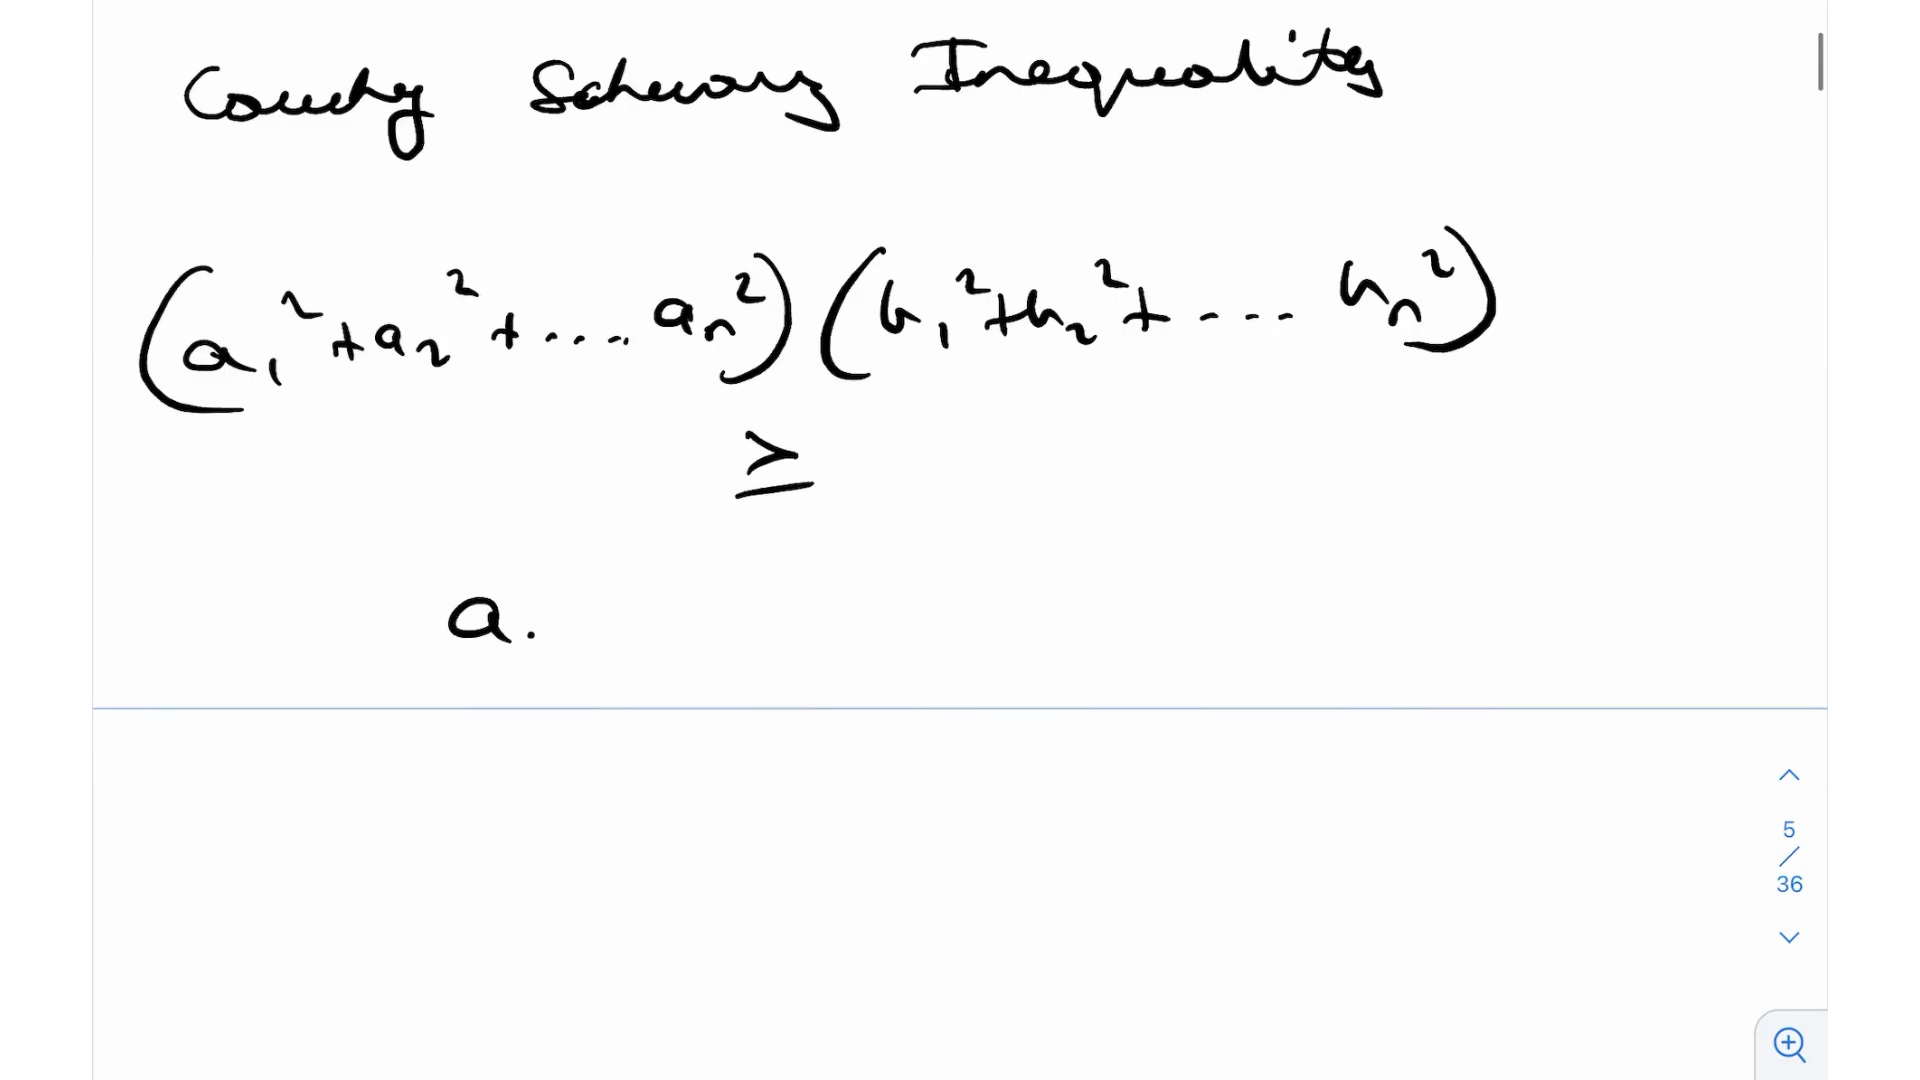 Cauchy Schwarz Inequality
(a₁² + a₂² + .... aₙ²)(b₁² + b₂² + .... bₙ²)
≥
a.
5
/
36